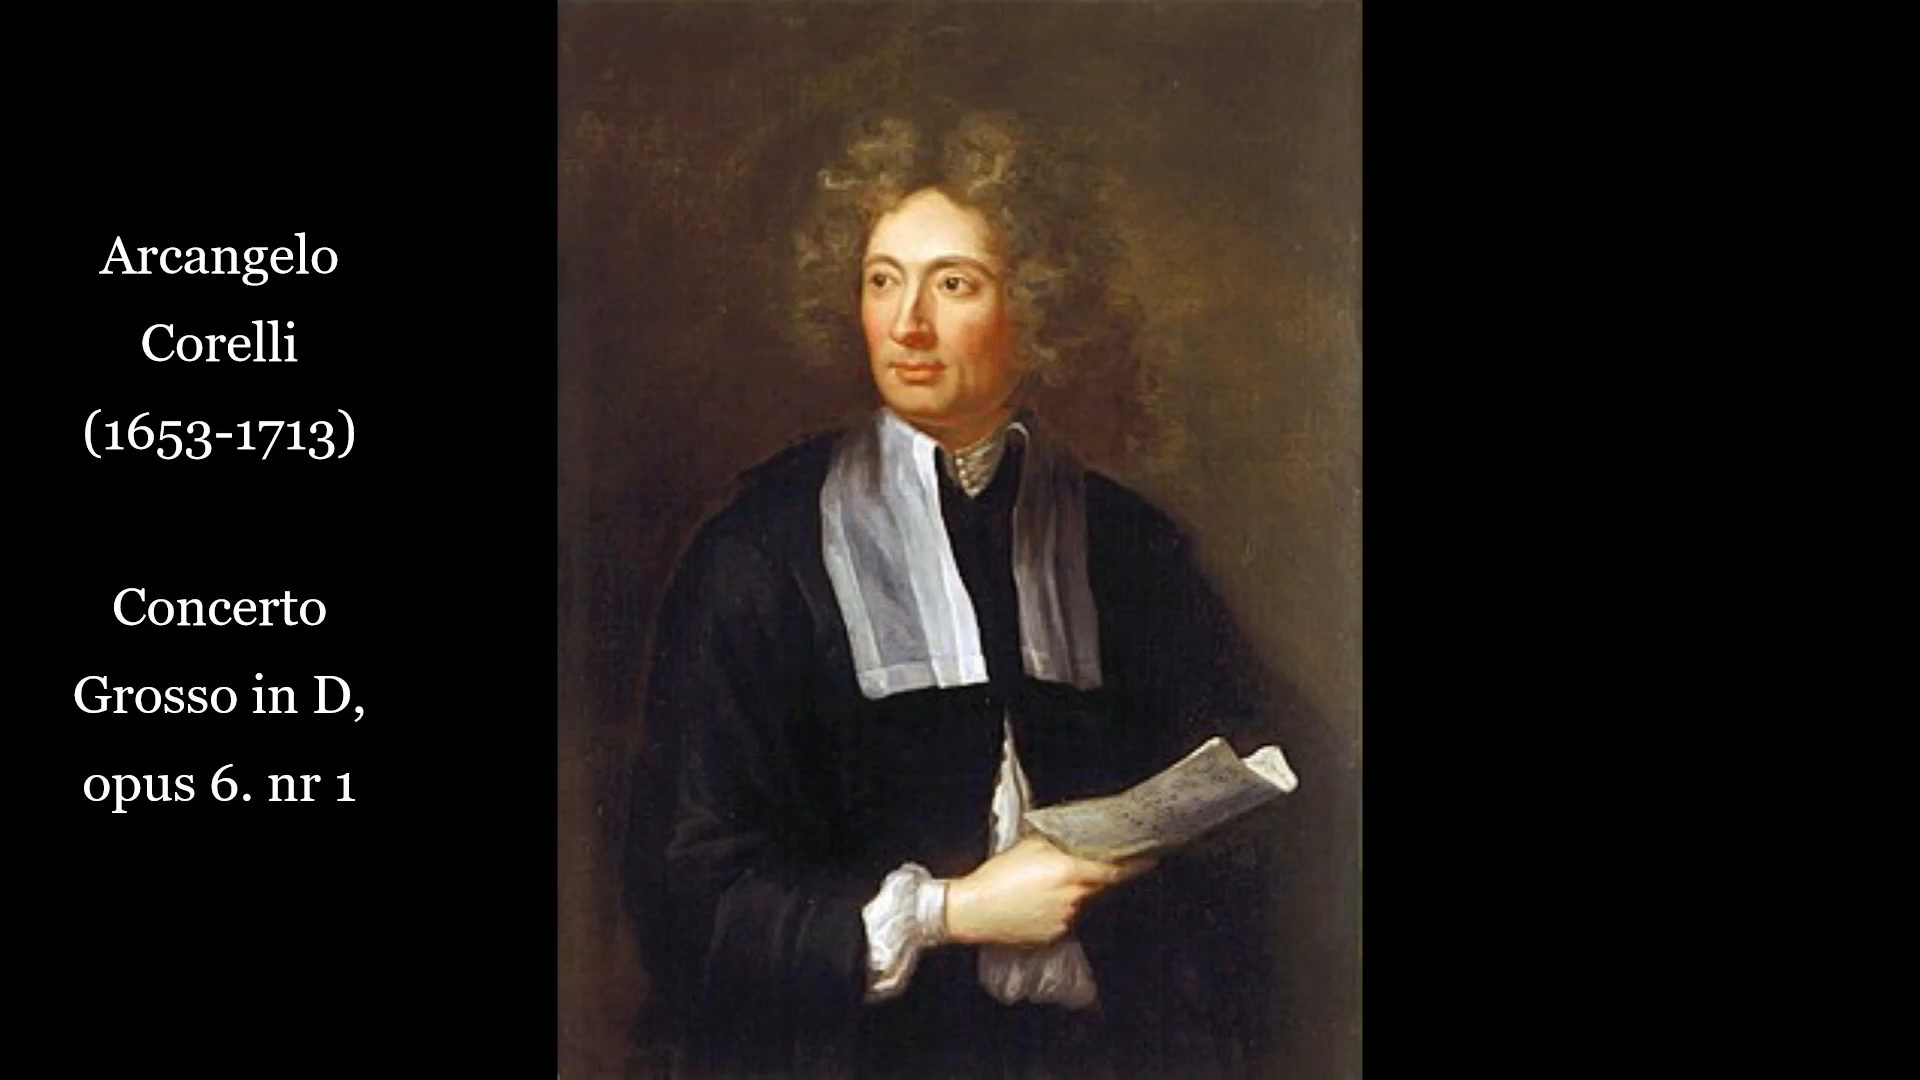 Arcangelo
Corelli
(1653-1713)
Concerto
Grosso in D,
opus 6. nr 1